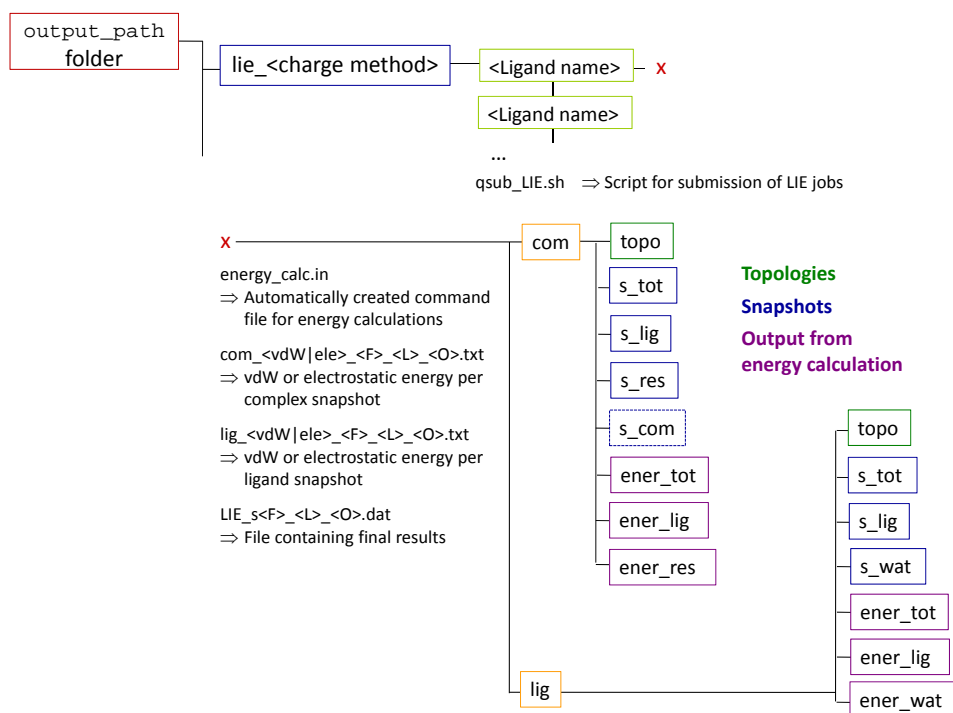 output_path
folder
lie_<charge method>
<Ligand name>
x
<Ligand name>
...
qsub_LIE.sh ⇒ Script for submission of LIE jobs
x
com
topo
energy_calc.in
⇒ Automatically created command
file for energy calculations
com_<vdW|ele>_<F>_<L>_<O>.txt
⇒ vdW or electrostatic energy per
complex snapshot
lig_<vdW|ele>_<F>_<L>_<O>.txt
⇒ vdW or electrostatic energy per
ligand snapshot
LIE_s<F>_<L>_<O>.dat
⇒ File containing final results
s_tot
s_lig
s_res
s_com
ener_tot
ener_lig
ener_res
Topologies
Snapshots
Output from
energy calculation
lig
topo
s_tot
s_lig
s_wat
ener_tot
ener_lig
ener_wat